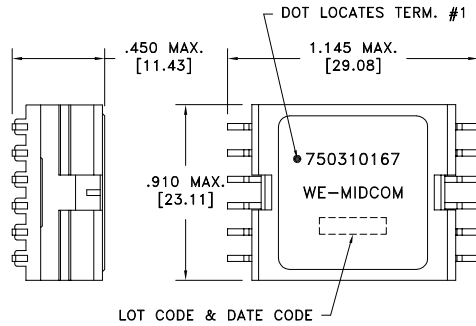 DOT LOCATES TERM. #1
.450 MAX.
[11.43]
1.145 MAX.
[29.08]
.910 MAX.
[23.11]
750310167
WE-MIDCOM
LOT CODE & DATE CODE